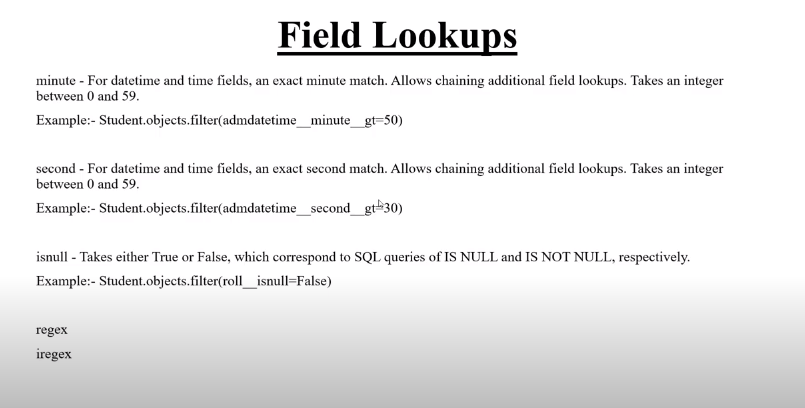 Field Lookups
minute - For datetime and time fields, an exact minute match. Allows chaining additional field lookups. Takes an integer
between 0 and 59.
Example:- Student.objects.filter(admdatetime__minute__gt=50)
second - For datetime and time fields, an exact second match. Allows chaining additional field lookups. Takes an integer
between 0 and 59.
Example:- Student.objects.filter(admdatetime__second__gt=30)
isnull - Takes either True or False, which correspond to SQL queries of IS NULL and IS NOT NULL, respectively.
Example:- Student.objects.filter(roll__isnull=False)
regex
iregex